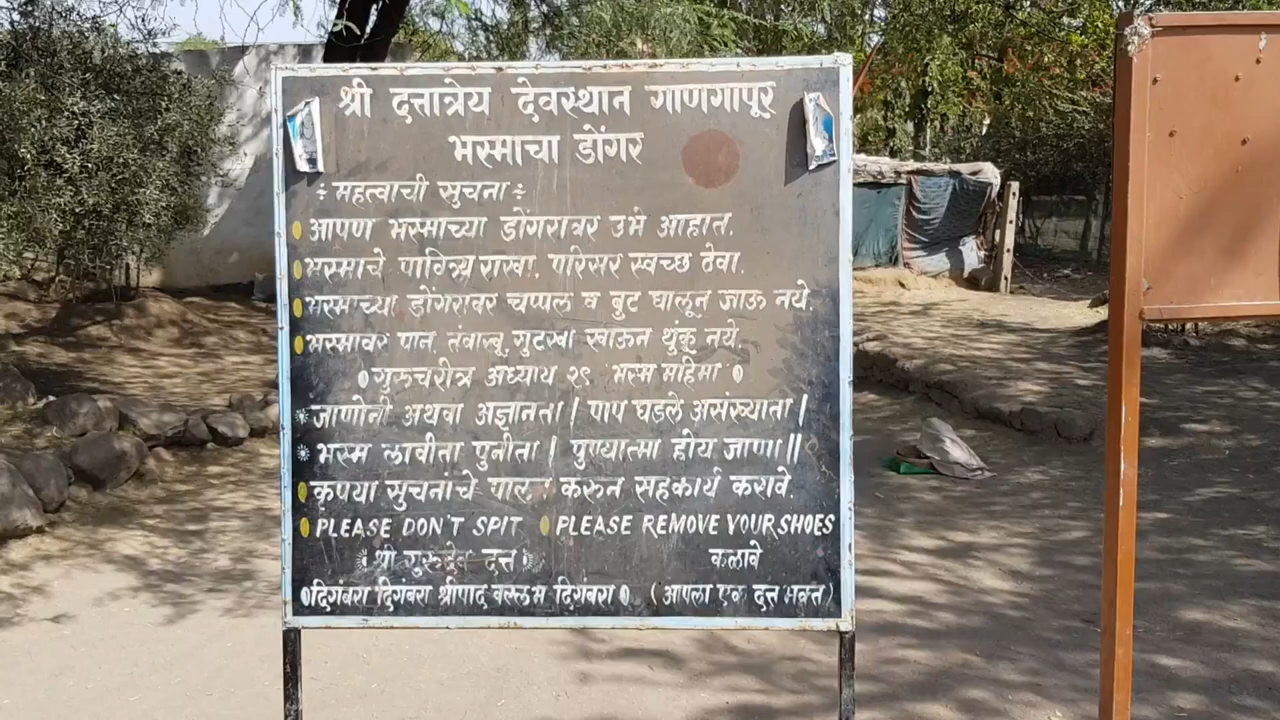 श्री दत्तात्रेय देवस्थान गाणगापूर
भस्माचा डोंगर
÷ महत्वाची सुचना ÷
आपण भस्माच्या डोंगरावर उभे आहात.
भस्माचे पावित्र्य राखा. परिसर स्वच्छ ठेवा.
भस्माच्या डोंगरावर चप्पल व बुट घालून जाऊ नये.
भस्मावर पान, तंबाखू, गुटखा खाऊन थुंकू नये.
गुरुचरीत्र अध्याय २९ भस्म महिमा
जाणोनी अथवा अज्ञानता | पाप घडले असंख्याता |
भस्म लावीता पुनीता | पुण्यात्मा होय जाणा ||
कृपया सुचनांचे पालन करुन सहकार्य करावे.
PLEASE DON'T SPIT PLEASE REMOVE YOUR SHOES
श्री गुरुदेव दत्त कळावे
दिगंबरा दिगंबरा श्रीपाद वल्लभ दिगंबरा (आपला एक दत्त भक्त)